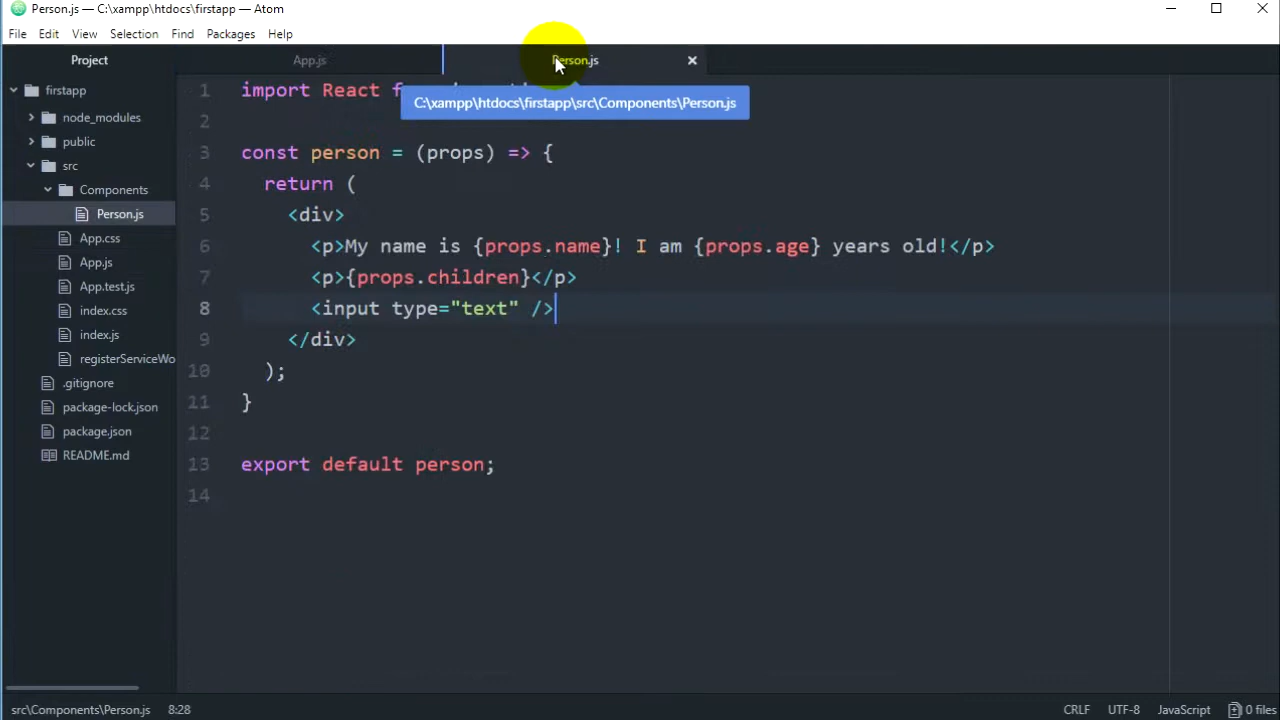 Person.js — C:\xampp\htdocs\firstapp — Atom
File Edit View Selection Find Packages Help
Project
App.js
Person.js
C:\xampp\htdocs\firstapp\src\Components\Person.js
firstapp
node_modules
public
src
Components
Person.js
App.css
App.js
App.test.js
index.css
index.js
registerServiceWo
.gitignore
package-lock.json
package.json
README.md
1 import React f
2
3 const person = (props) => {
4 return (
5 <div>
6 <p>My name is {props.name}! I am {props.age} years old!</p>
7 <p>{props.children}</p>
8 <input type="text" />
9 </div>
10 );
11 }
12
13 export default person;
14
src\Components\Person.js 8:28 CRLF UTF-8 JavaScript 0 files